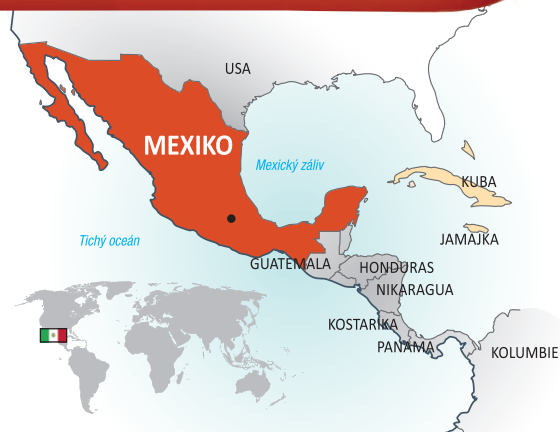 USA
MEXIKO
Mexický záliv
KUBA
Tichý oceán
JAMAJKA
GUATEMALA
HONDURAS
NIKARAGUA
KOSTARIKA
PANAMA
KOLUMBIE